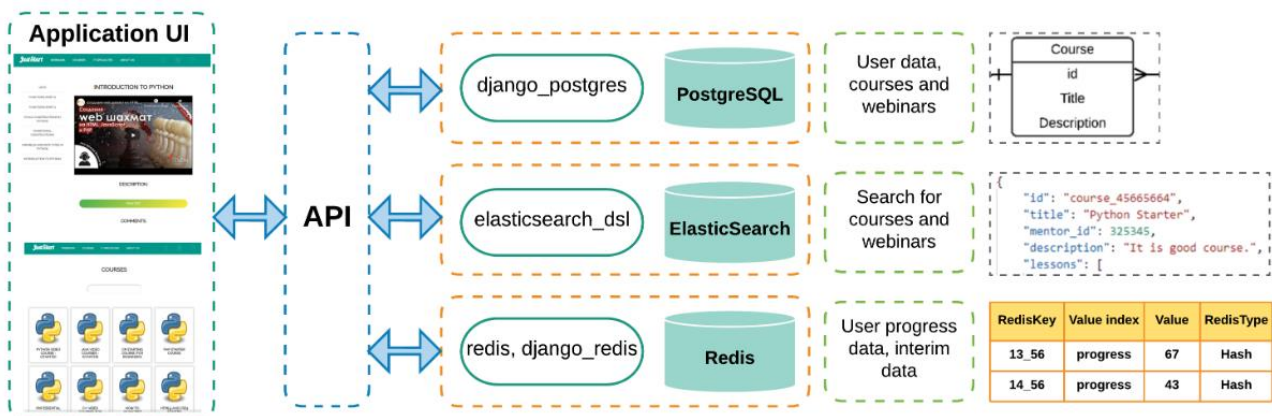 Application UI
JustStart
INTRODUCTION TO PYTHON
Создание
web шахмат
DESCRIPTION
COMMENTS
JustStart
COURSES
API
django_postgres
PostgreSQL
User data,
courses and
webinars
Course
id
Title
Description
elasticsearch_dsl
ElasticSearch
Search for
courses and
webinars
{
"id": "course_45665664",
"title": "Python Starter",
"mentor_id": 325345,
"description": "It is good course.",
"lessons": [
redis, django_redis
Redis
User progress
data, interim
data
RedisKey Value index Value RedisType
13_56 progress 67 Hash
14_56 progress 43 Hash